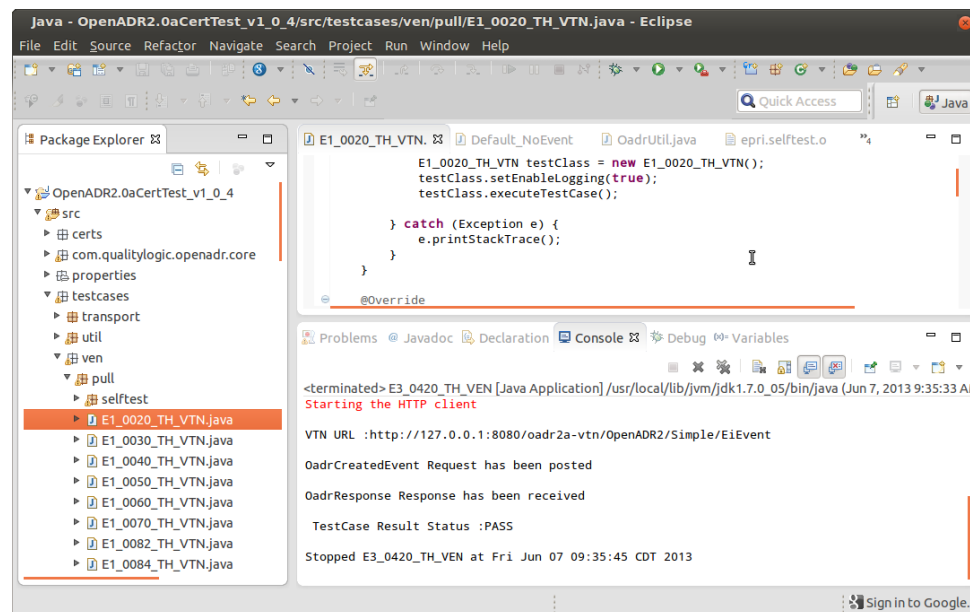 Java - OpenADR2.0aCertTest_v1_0_4/src/testcases/ven/pull/E1_0020_TH_VTN.java - Eclipse
File Edit Source Refactor Navigate Search Project Run Window Help
Quick Access
Java
Package Explorer
OpenADR2.0aCertTest_v1_0_4
src
certs
com.qualitylogic.openadr.core
properties
testcases
transport
util
ven
pull
selftest
E1_0020_TH_VTN.java
E1_0030_TH_VTN.java
E1_0040_TH_VTN.java
E1_0050_TH_VTN.java
E1_0060_TH_VTN.java
E1_0070_TH_VTN.java
E1_0082_TH_VTN.java
E1_0084_TH_VTN.java
E1_0020_TH_VTN. Default_NoEvent OadrUtil.java epri.selftest.o »4
E1_0020_TH_VTN testClass = new E1_0020_TH_VTN();
testClass.setEnableLogging(true);
testClass.executeTestCase();
} catch (Exception e) {
e.printStackTrace();
}
}
@Override
Problems @ Javadoc Declaration Console Debug (x)= Variables
<terminated> E3_0420_TH_VEN [Java Application] /usr/local/lib/jvm/jdk1.7.0_05/bin/java (Jun 7, 2013 9:35:33 AM
Starting the HTTP client
VTN URL :http://127.0.0.1:8080/oadr2a-vtn/OpenADR2/Simple/EiEvent
OadrCreatedEvent Request has been posted
OadrResponse Response has been received
TestCase Result Status :PASS
Stopped E3_0420_TH_VEN at Fri Jun 07 09:35:45 CDT 2013
Sign in to Google.